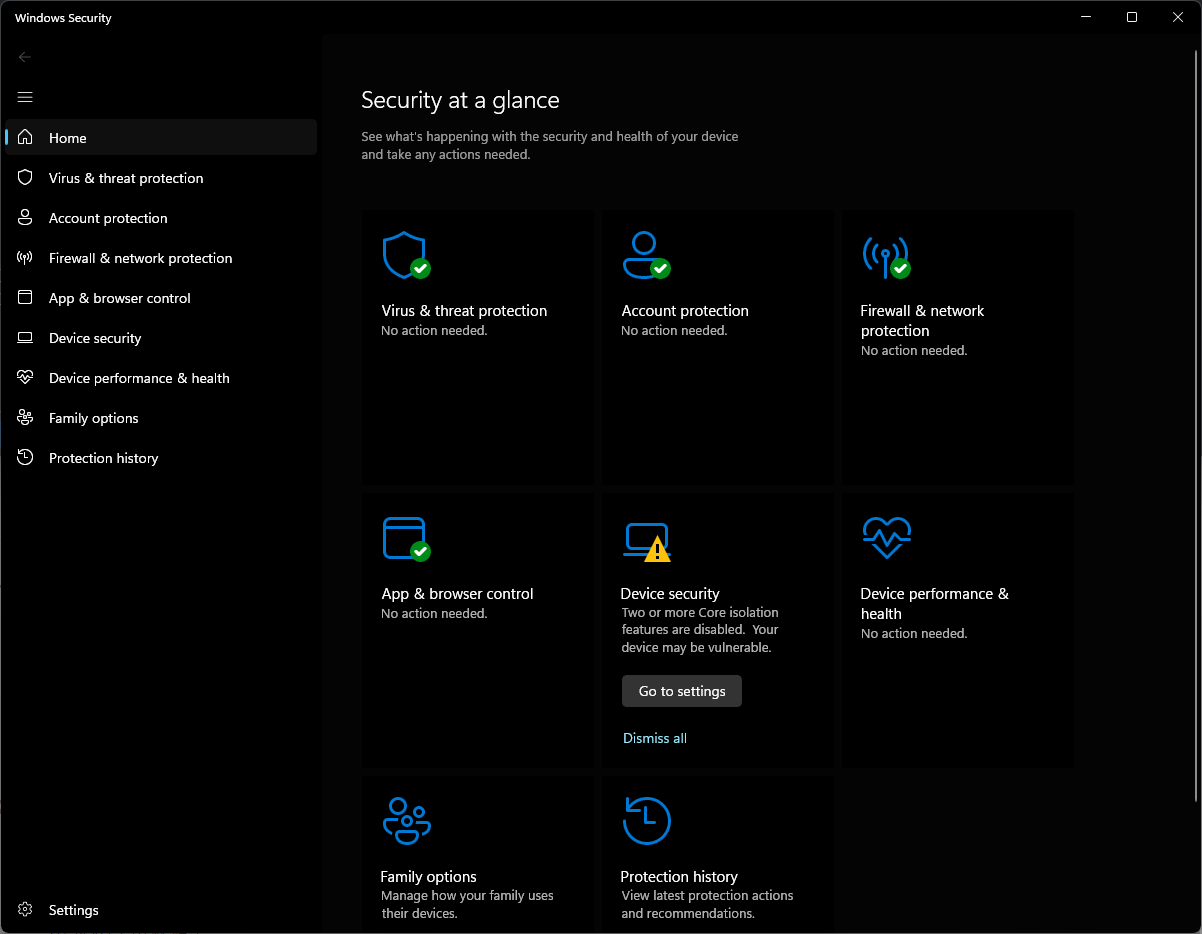 Windows Security
Home
Virus & threat protection
Account protection
Firewall & network protection
App & browser control
Device security
Device performance & health
Family options
Protection history
Settings
Security at a glance
See what's happening with the security and health of your device
and take any actions needed.
Virus & threat protection
No action needed.
Account protection
No action needed.
Firewall & network
protection
No action needed.
App & browser control
No action needed.
Device security
Two or more Core isolation
features are disabled.  Your
device may be vulnerable.
Go to settings
Dismiss all
Device performance &
health
No action needed.
Family options
Manage how your family uses
their devices.
Protection history
View latest protection actions
and recommendations.